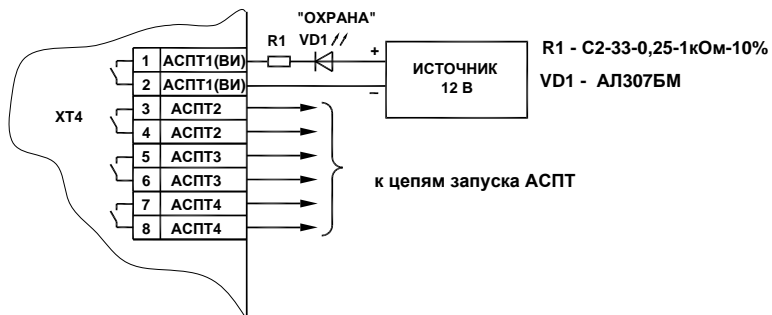 "ОХРАНА"
R1 VD1
R1 - С2-33-0,25-1кОм-10%
VD1 - АЛ307БМ
+
ИСТОЧНИК
12 В
–
ХТ4
1 АСПТ1(ВИ)
2 АСПТ1(ВИ)
3 АСПТ2
4 АСПТ2
5 АСПТ3
6 АСПТ3
7 АСПТ4
8 АСПТ4
к цепям запуска АСПТ